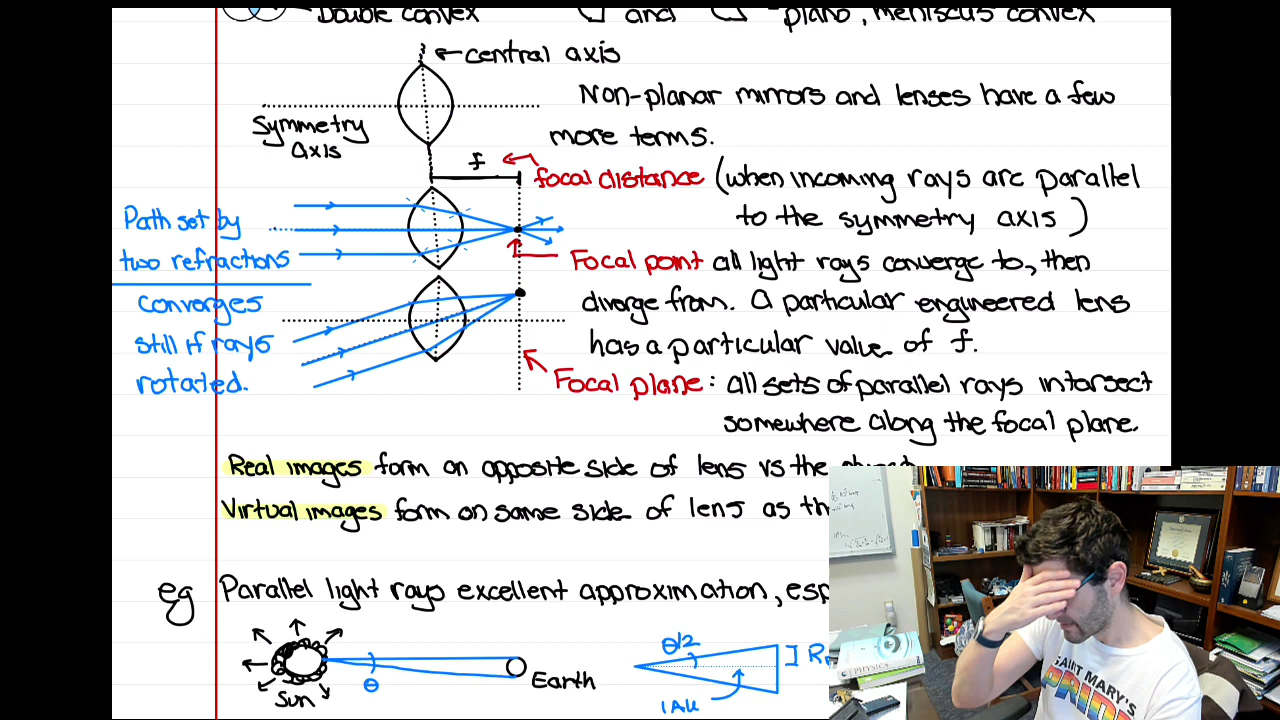 Double convex and plano, meniscus convex
central axis
Non-planar mirrors and lenses have a few
more terms.
Symmetry
axis
f
focal distance (when incoming rays are parallel
to the symmetry axis)
Path set by
two refractions
Focal point all light rays converge to, then
diverge from. A particular engineered lens
has a particular value of f.
converges
still if rays
rotated.
Focal plane: all sets of parallel rays intersect
somewhere along the focal plane.
Real images form on opposite side of lens vs the object
Virtual images form on same side of lens as
eg Parallel light rays excellent approximation,
θ
Sun
Earth
θ/2
1AU
PHYSICS
SAINT MARY'S
PRIDE